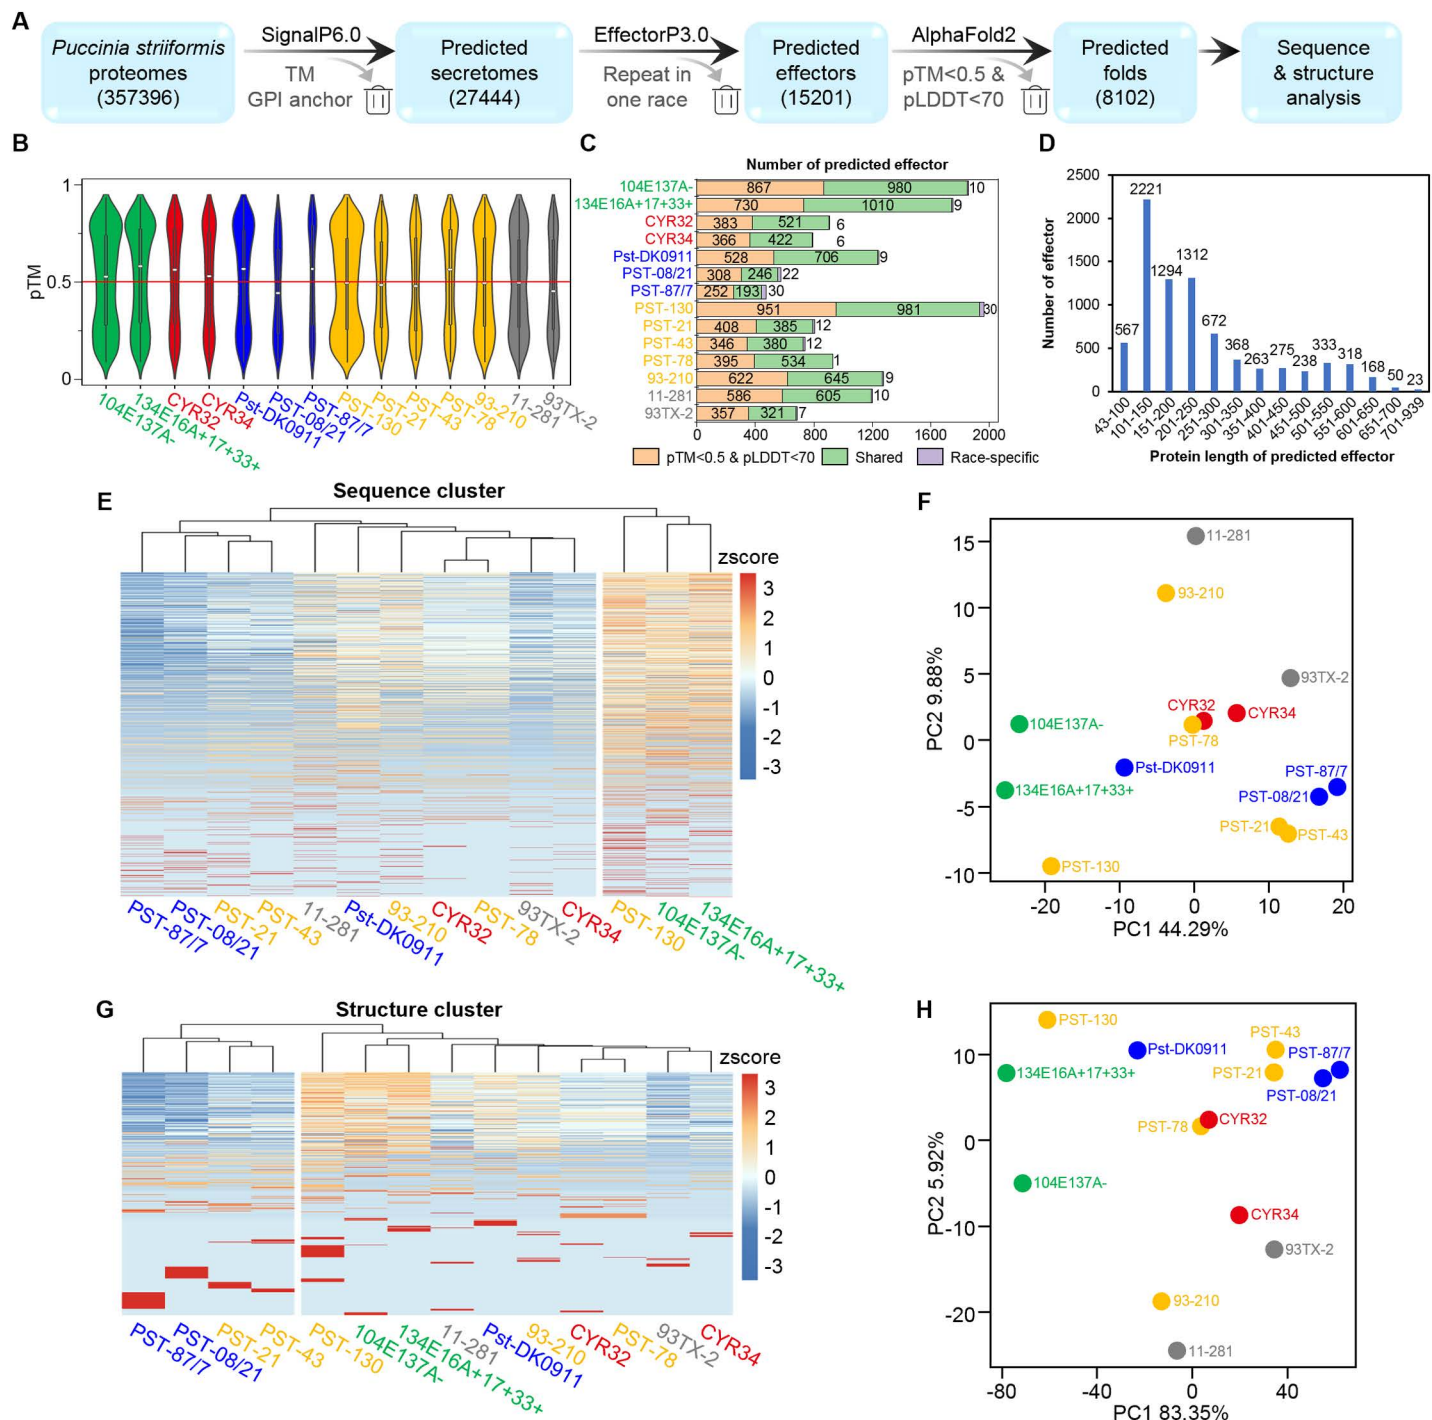 A
Puccinia striiformis
proteomes
(357396)
SignalP6.0
TM
GPI anchor
Predicted
secretomes
(27444)
EffectorP3.0
Repeat in
one race
Predicted
effectors
(15201)
AlphaFold2
pTM<0.5 &
pLDDT<70
Predicted
folds
(8102)
Sequence
& structure
analysis
B
pTM
1
0.5
0
104E137A-
134E16A+17+33+
CYR32
CYR34
Pst-DK0911
PST-08/21
PST-87/7
PST-130
PST-21
PST-43
PST-78
93-210
11-281
93TX-2
C
Number of predicted effector
104E137A- 867 980 10
134E16A+17+33+ 730 1010 9
CYR32 383 521 6
CYR34 366 422 6
Pst-DK0911 528 706 9
PST-08/21 308 246 22
PST-87/7 252 193 30
PST-130 951 981 30
PST-21 408 385 12
PST-43 346 380 12
PST-78 395 534 1
93-210 622 645 9
11-281 586 605 10
93TX-2 357 321 7
0 400 800 1200 1600 2000
pTM<0.5 & pLDDT<70 Shared Race-specific
D
Number of effector
2500
2000
1500
1000
500
0
567 2221 1294 1312 672 368 263 275 238 333 318 168 50 23
43-100
101-150
151-200
201-250
251-300
301-350
351-400
401-450
451-500
501-550
551-600
601-650
651-700
701-939
Protein length of predicted effector
E
Sequence cluster
zscore
3
2
1
0
-1
-2
-3
PST-87/7
PST-08/21
PST-21
PST-43
11-281
Pst-DK0911
93-210
CYR32
PST-78
93TX-2
CYR34
PST-130
104E137A-
134E16A+17+33+
F
PC2 9.88%
15
10
5
0
-5
-10
11-281
93-210
93TX-2
CYR32
CYR34
104E137A-
PST-78
Pst-DK0911
PST-87/7
134E16A+17+33+
PST-08/21
PST-21
PST-43
PST-130
-20 -10 0 10 20
PC1 44.29%
G
Structure cluster
zscore
3
2
1
0
-1
-2
-3
PST-87/7
PST-08/21
PST-21
PST-43
PST-130
104E137A-
134E16A+17+33+
11-281
Pst-DK0911
93-210
CYR32
PST-78
93TX-2
CYR34
H
PC2 5.92%
10
0
-10
-20
PST-130
PST-43
Pst-DK0911
PST-87/7
134E16A+17+33+
PST-21
PST-08/21
CYR32
PST-78
104E137A-
CYR34
93TX-2
93-210
11-281
-80 -40 0 40
PC1 83.35%